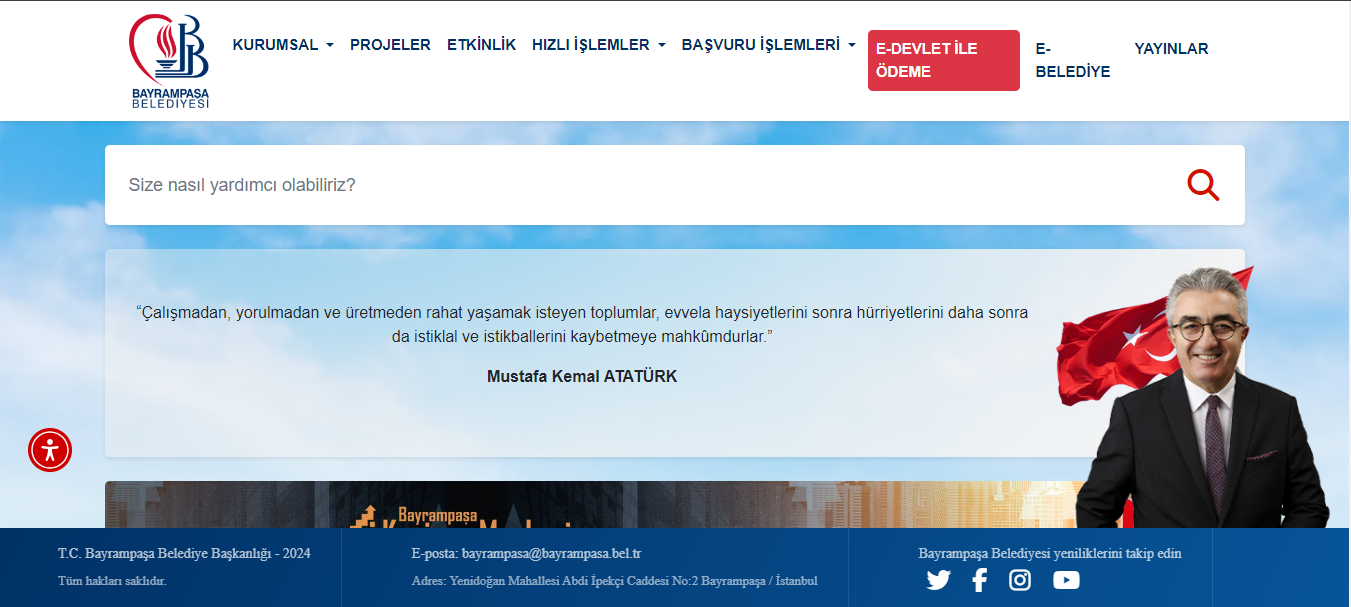 BAYRAMPAŞA
BELEDİYESİ
KURUMSAL
PROJELER
ETKİNLİK
HIZLI İŞLEMLER
BAŞVURU İŞLEMLERİ
E-DEVLET İLE
ÖDEME
E-
BELEDİYE
YAYINLAR
Size nasıl yardımcı olabiliriz?
“Çalışmadan, yorulmadan ve üretmeden rahat yaşamak isteyen toplumlar, evvela haysiyetlerini sonra hürriyetlerini daha sonra
da istiklal ve istikballerini kaybetmeye mahkûmdurlar.”
Mustafa Kemal ATATÜRK
Bayrampaşa
T.C. Bayrampaşa Belediye Başkanlığı - 2024
Tüm hakları saklıdır.
E-posta: bayrampasa@bayrampasa.bel.tr
Adres: Yenidoğan Mahallesi Abdi İpekçi Caddesi No:2 Bayrampaşa / İstanbul
Bayrampaşa Belediyesi yeniliklerini takip edin